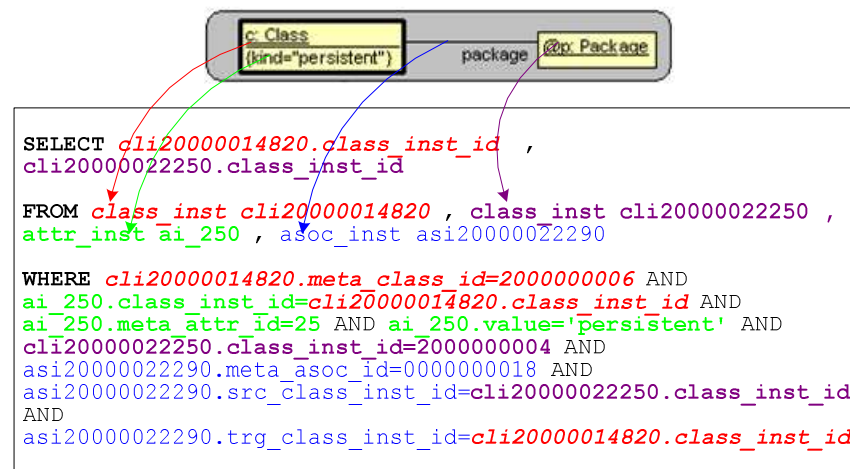 c: Class
{kind="persistent"}
package
@p: Package
SELECT cli20000014820.class_inst_id ,
cli20000022250.class_inst_id
FROM class_inst cli20000014820 , class_inst cli20000022250 ,
attr_inst ai_250 , asoc_inst asi20000022290
WHERE cli20000014820.meta_class_id=2000000006 AND
ai_250.class_inst_id=cli20000014820.class_inst_id AND
ai_250.meta_attr_id=25 AND ai_250.value='persistent' AND
cli20000022250.class_inst_id=2000000004 AND
asi20000022290.meta_asoc_id=0000000018 AND
asi20000022290.src_class_inst_id=cli20000022250.class_inst_id
AND
asi20000022290.trg_class_inst_id=cli20000014820.class_inst_id